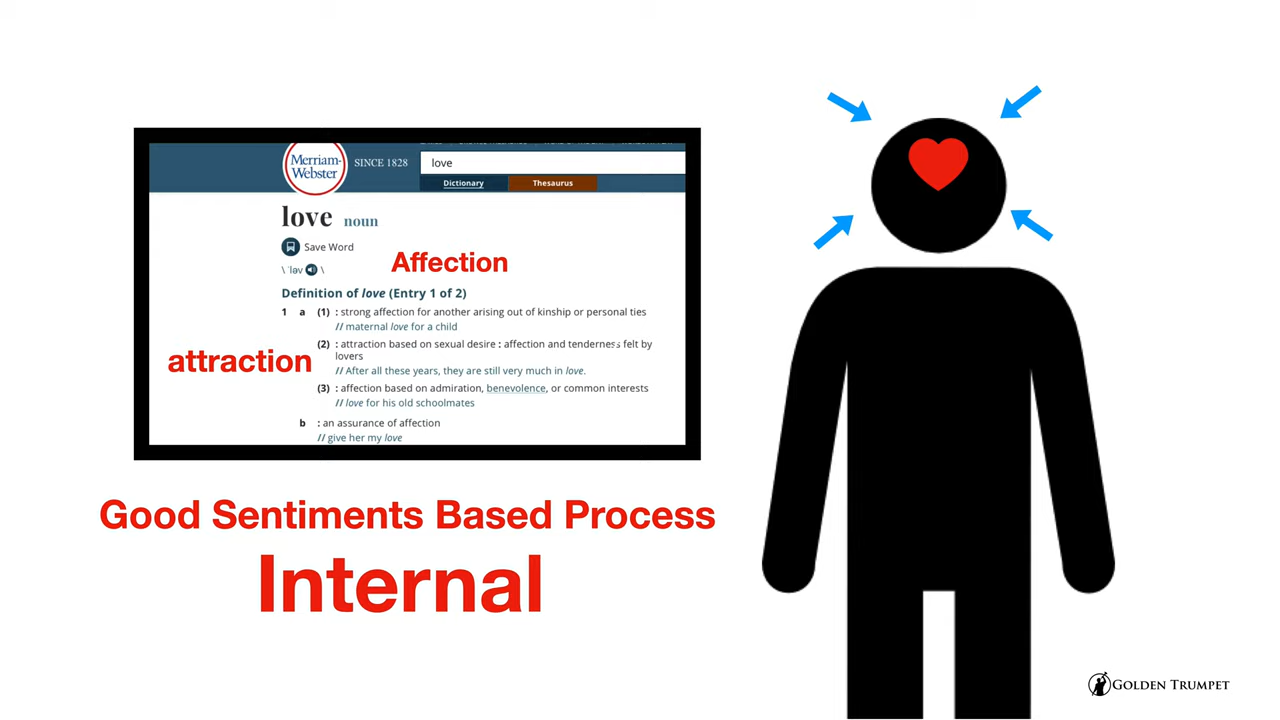 Merriam-
Webster
SINCE 1828
love
Dictionary
Thesaurus
love noun
Save Word
\ ˈləv \
Affection
Definition of love (Entry 1 of 2)
1 a (1) : strong affection for another arising out of kinship or personal ties
// maternal love for a child
(2) : attraction based on sexual desire : affection and tenderness felt by
lovers
attraction
// After all these years, they are still very much in love.
(3) : affection based on admiration, benevolence, or common interests
// love for his old schoolmates
b : an assurance of affection
// give her my love
Good Sentiments Based Process
Internal
GOLDEN TRUMPET